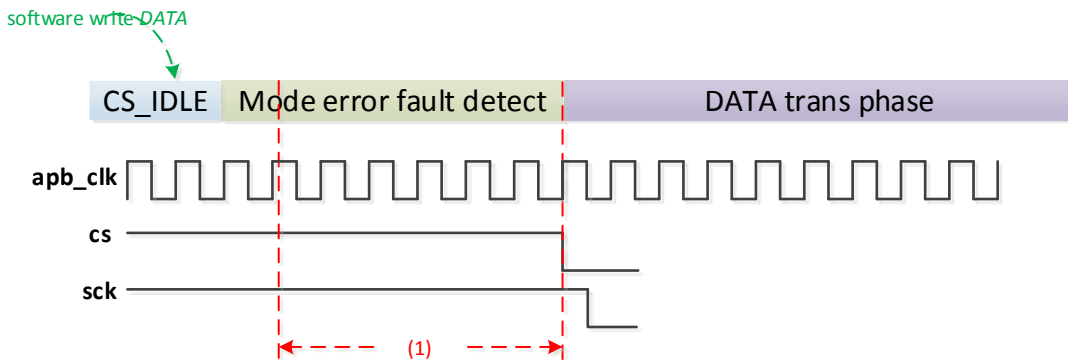 software write DATA
CS_IDLE Mode error fault detect DATA trans phase
apb_clk
cs
sck
(1)